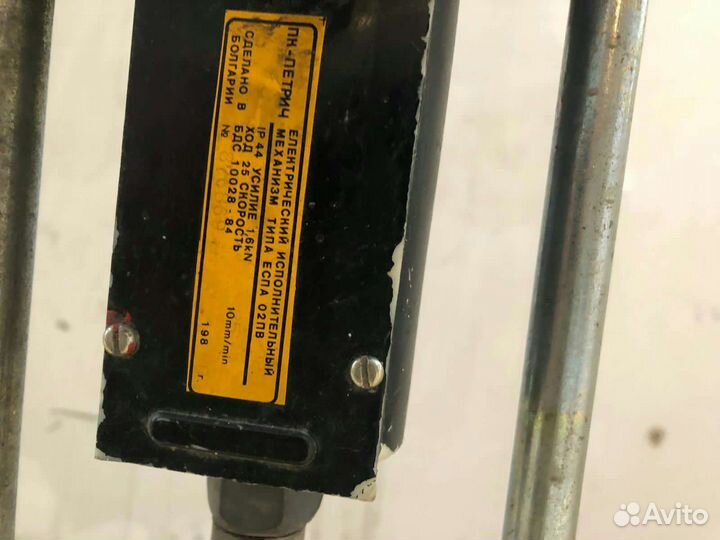 ПК-ПЕТРИЧ
ЕЛЕКТРИЧЕСКИЙ ИСПОЛНИТЕЛЬНЫЙ
МЕХАНИЗМ ТИПА ЕСПА 02ПВ
IP 44 УСИЛИЕ 1,6kN
ХОД 25 СКОРОСТЬ 10mm/min
БДС 10028 - 84
СДЕЛАНО В
БОЛГАРИИ
№
198 г.
Avito